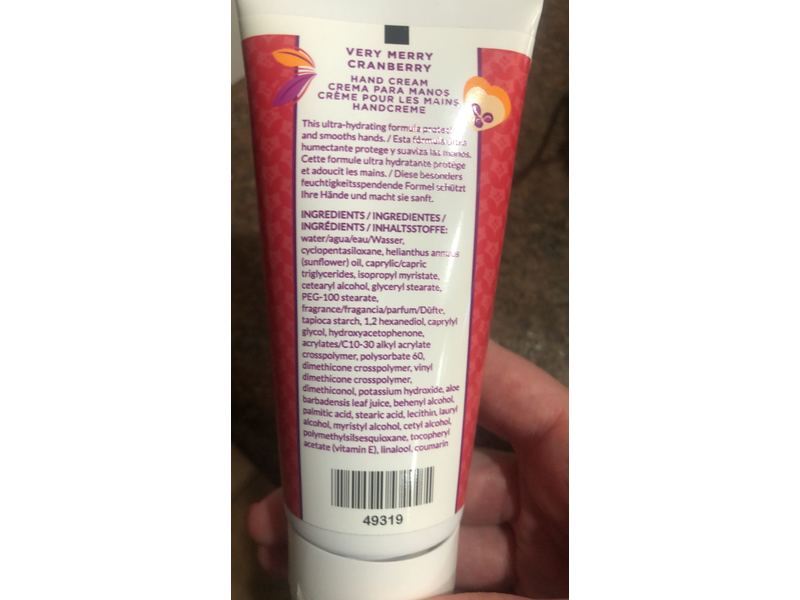 VERY MERRY
CRANBERRY
HAND CREAM
CREMA PARA MANOS
CRÈME POUR LES MAINS
HANDCREME
This ultra-hydrating formula protects
and smooths hands. / Esta fórmula ultra
humectante protege y suaviza las manos.
Cette formule ultra hydratante protège
et adoucit les mains. / Diese besonders
feuchtigkeitsspendende Formel schützt
Ihre Hände und macht sie sanft.
INGREDIENTS / INGREDIENTES /
INGRÉDIENTS / INHALTSSTOFFE:
water/agua/eau/Wasser,
cyclopentasiloxane, helianthus annuus
(sunflower) oil, caprylic/capric
triglycerides, isopropyl myristate,
cetearyl alcohol, glyceryl stearate,
PEG-100 stearate,
fragrance/fragancia/parfum/Düfte,
tapioca starch, 1,2 hexanediol, caprylyl
glycol, hydroxyacetophenone,
acrylates/C10-30 alkyl acrylate
crosspolymer, polysorbate 60,
dimethicone crosspolymer, vinyl
dimethicone crosspolymer,
dimethiconol, potassium hydroxide, aloe
barbadensis leaf juice, behenyl alcohol,
palmitic acid, stearic acid, lecithin, lauryl
alcohol, myristyl alcohol, cetyl alcohol,
polymethylsilsesquioxane, tocopheryl
acetate (vitamin E), linalool, coumarin
49319